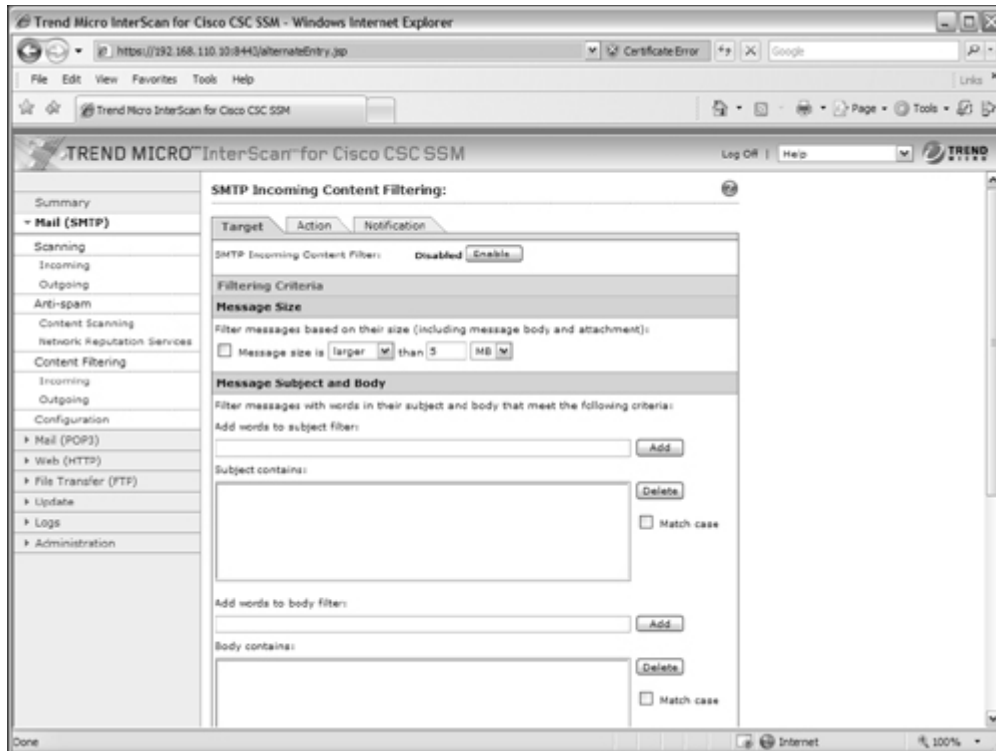 Trend Micro InterScan for Cisco CSC SSM - Windows Internet Explorer
https://192.168.110.10:8443/alternateEntry.jsp
Certificate Error
Google
File Edit View Favorites Tools Help
Links
Trend Micro InterScan for Cisco CSC SSM
Page Tools
TREND MICRO™ InterScan™ for Cisco CSC SSM
Log Off | Help
TREND MICRO
Summary
Mail (SMTP)
Scanning
Incoming
Outgoing
Anti-spam
Content Scanning
Network Reputation Services
Content Filtering
Incoming
Outgoing
Configuration
Mail (POP3)
Web (HTTP)
File Transfer (FTP)
Update
Logs
Administration
SMTP Incoming Content Filtering:
Target Action Notification
SMTP Incoming Content Filter: Disabled Enable
Filtering Criteria
Message Size
Filter messages based on their size (including message body and attachment):
Message size is larger than 5 MB
Message Subject and Body
Filter messages with words in their subject and body that meet the following criteria:
Add words to subject filter:
Add
Subject contains:
Delete
Match case
Add words to body filter:
Add
Body contains:
Delete
Match case
Done
Internet
100%